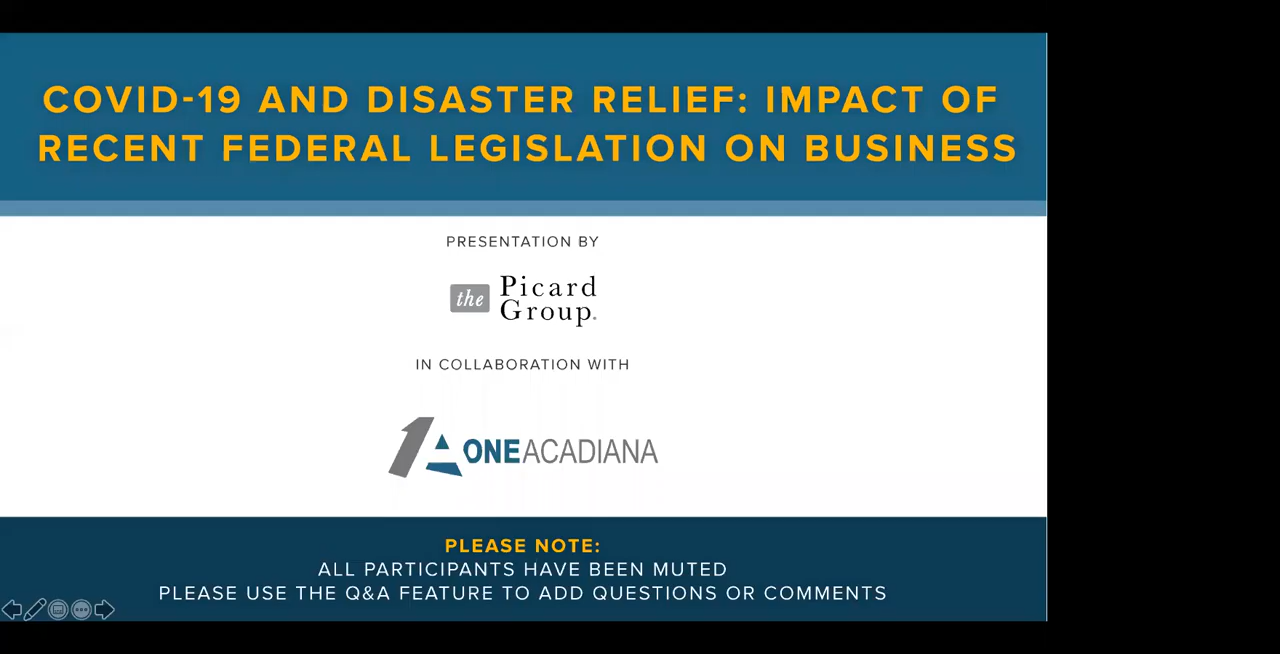 COVID-19 AND DISASTER RELIEF: IMPACT OF
RECENT FEDERAL LEGISLATION ON BUSINESS
PRESENTATION BY
the Picard
Group.
IN COLLABORATION WITH
1A ONEACADIANA
PLEASE NOTE:
ALL PARTICIPANTS HAVE BEEN MUTED
PLEASE USE THE Q&A FEATURE TO ADD QUESTIONS OR COMMENTS